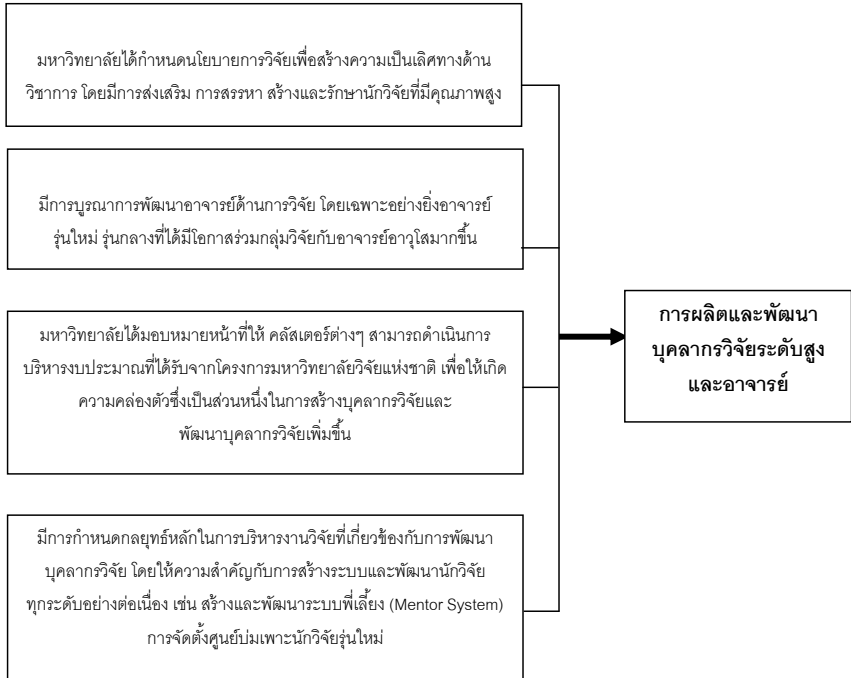 มหาวิทยาลัยได้กำหนดนโยบายการวิจัยเพื่อสร้างความเป็นเลิศทางด้าน
วิชาการ โดยมีการส่งเสริม การสรรหา สร้างและรักษานักวิจัยที่มีคุณภาพสูง
มีการบูรณาการพัฒนาอาจารย์ด้านการวิจัย โดยเฉพาะอย่างยิ่งอาจารย์
รุ่นใหม่ รุ่นกลางที่ได้มีโอกาสร่วมกลุ่มวิจัยกับอาจารย์อาวุโสมากขึ้น
มหาวิทยาลัยได้มอบหมายหน้าที่ให้ คลัสเตอร์ต่างๆ สามารถดำเนินการ
บริหารงบประมาณที่ได้รับจากโครงการมหาวิทยาลัยวิจัยแห่งชาติ เพื่อให้เกิด
ความคล่องตัวซึ่งเป็นส่วนหนึ่งในการสร้างบุคลากรวิจัยและ
พัฒนาบุคลากรวิจัยเพิ่มขึ้น
มีการกำหนดกลยุทธ์หลักในการบริหารงานวิจัยที่เกี่ยวข้องกับการพัฒนา
บุคลากรวิจัย โดยให้ความสำคัญกับการสร้างระบบและพัฒนานักวิจัย
ทุกระดับอย่างต่อเนื่อง เช่น สร้างและพัฒนาระบบพี่เลี้ยง (Mentor System)
การจัดตั้งศูนย์บ่มเพาะนักวิจัยรุ่นใหม่
การผลิตและพัฒนา
บุคลากรวิจัยระดับสูง
และอาจารย์